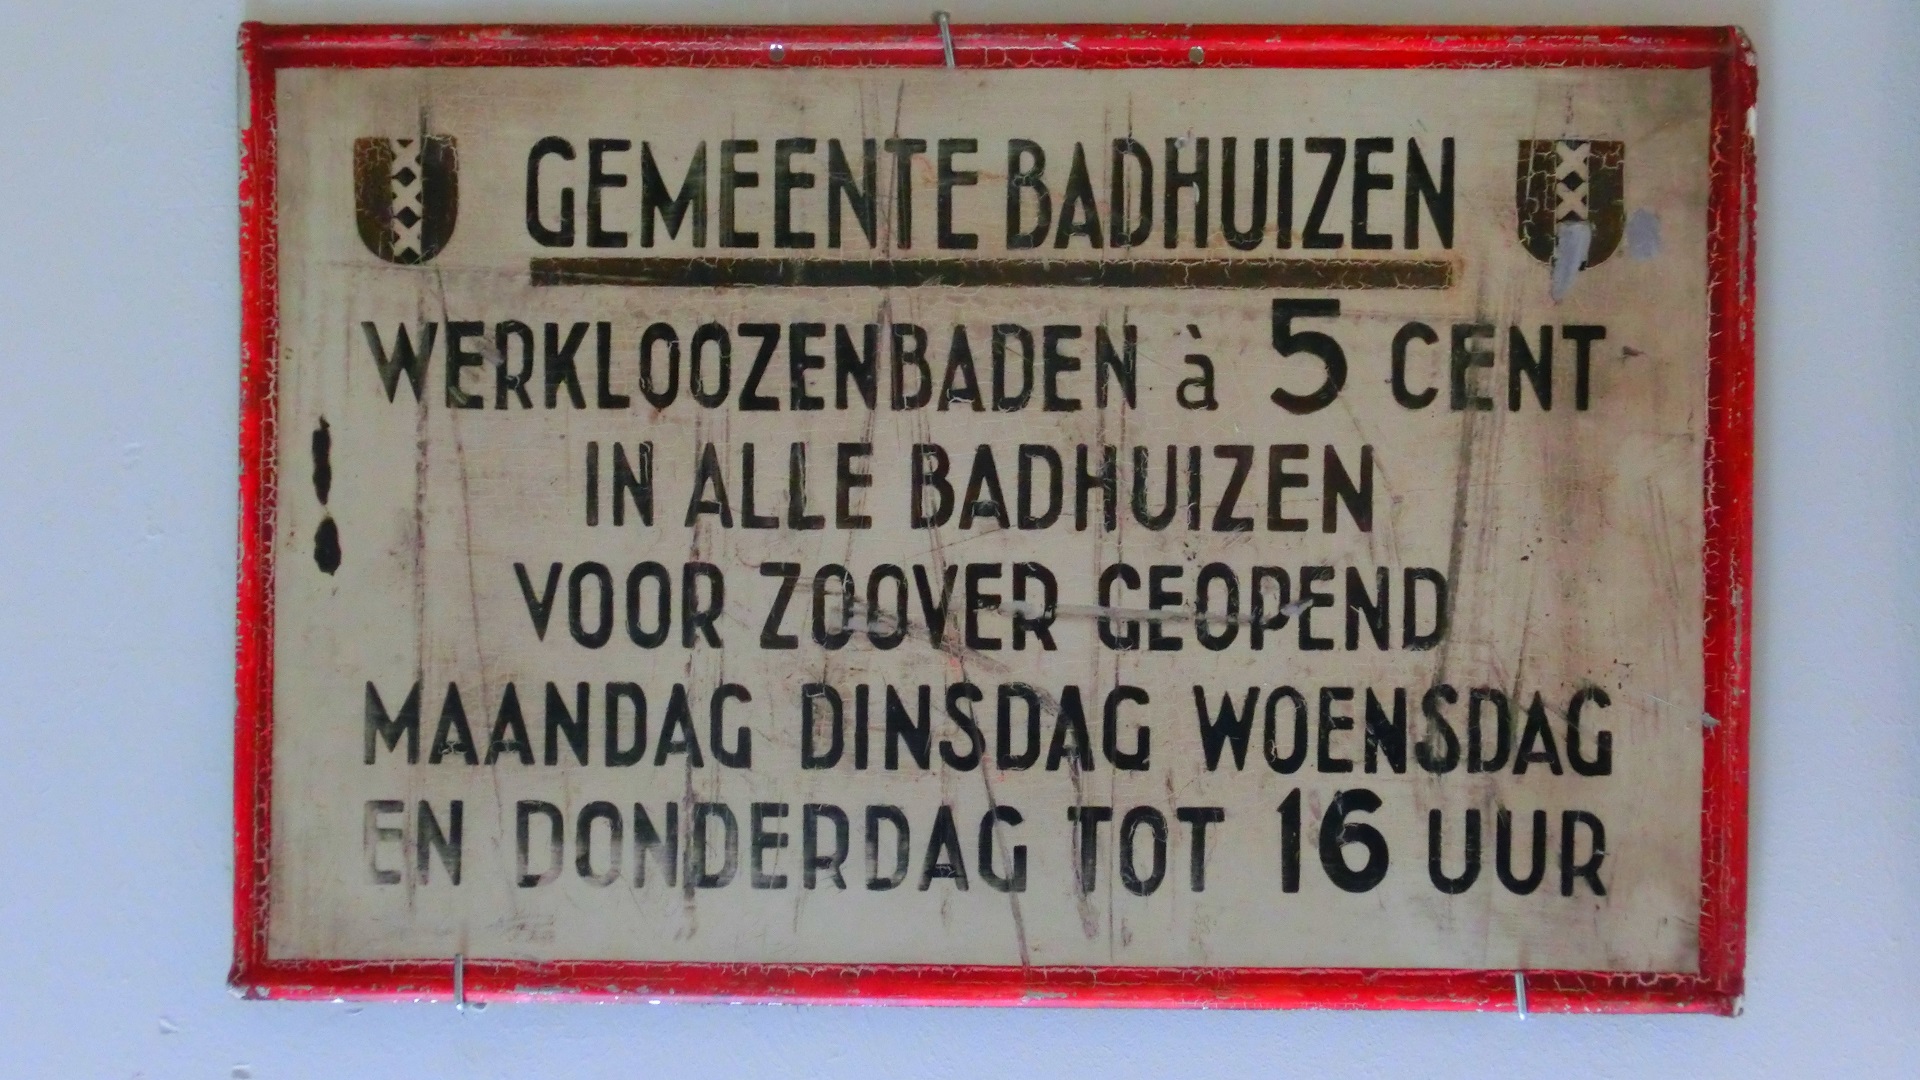 GEMEENTE BADHUIZEN
WERKLOOZENBADEN à 5 CENT
IN ALLE BADHUIZEN
VOOR ZOOVER GEOPEND
MAANDAG DINSDAG WOENSDAG
EN DONDERDAG TOT 16 UUR